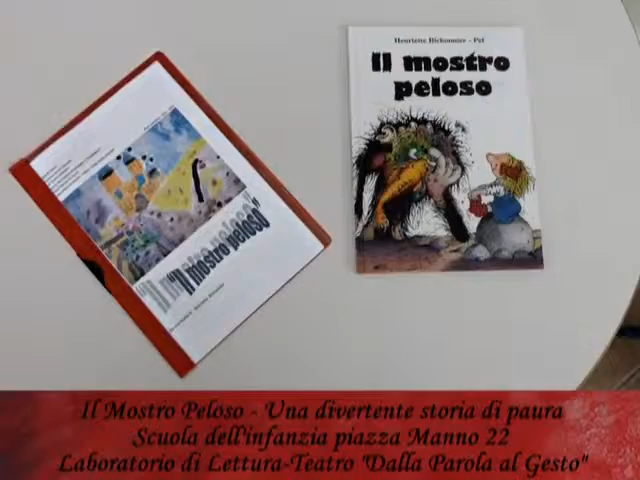 Henriette Bichonnier - Pef
Il mostro
peloso
"Il mostro peloso"
Il Mostro Peloso - Una divertente storia di paura
Scuola dell'infanzia piazza Manno 22
Laboratorio di Lettura-Teatro "Dalla Parola al Gesto"